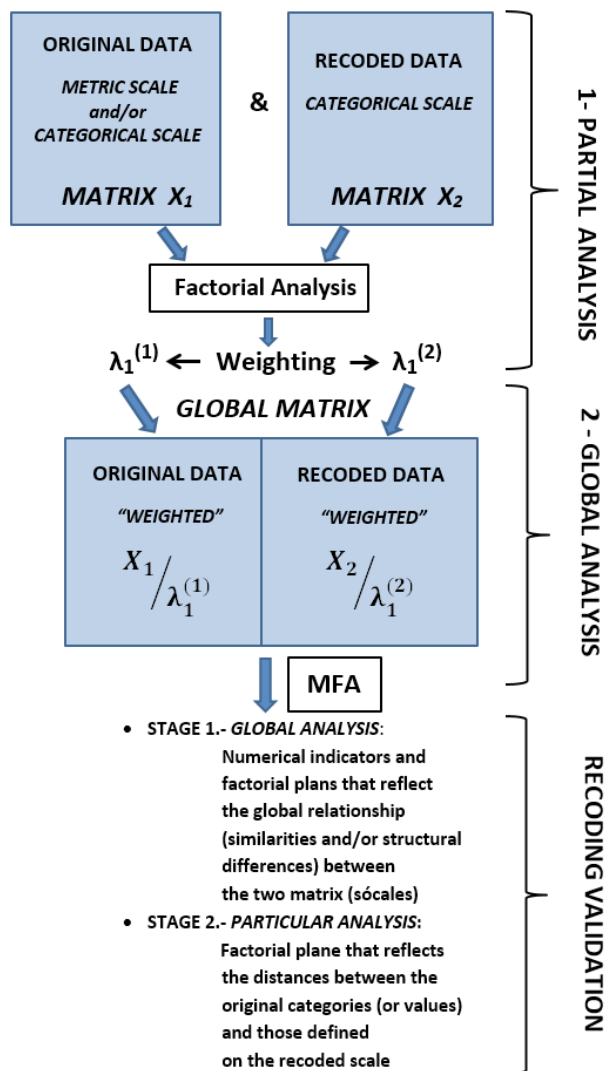 ORIGINAL DATA
METRIC SCALE
and/or
CATEGORICAL SCALE
MATRIX X₁
&
RECODED DATA
CATEGORICAL SCALE
MATRIX X₂
1- PARTIAL ANALYSIS
Factorial Analysis
λ₁⁽¹⁾ ← Weighting → λ₁⁽²⁾
GLOBAL MATRIX
2 - GLOBAL ANALYSIS
ORIGINAL DATA
“WEIGHTED”
X₁/λ₁⁽¹⁾
RECODED DATA
“WEIGHTED”
X₂/λ₁⁽²⁾
MFA
• STAGE 1.- GLOBAL ANALYSIS:
Numerical indicators and
factorial plans that reflect
the global relationship
(similarities and/or structural
differences) between
the two matrix (sócales)
• STAGE 2.- PARTICULAR ANALYSIS:
Factorial plane that reflects
the distances between the
original categories (or values)
and those defined
on the recoded scale
RECODING VALIDATION